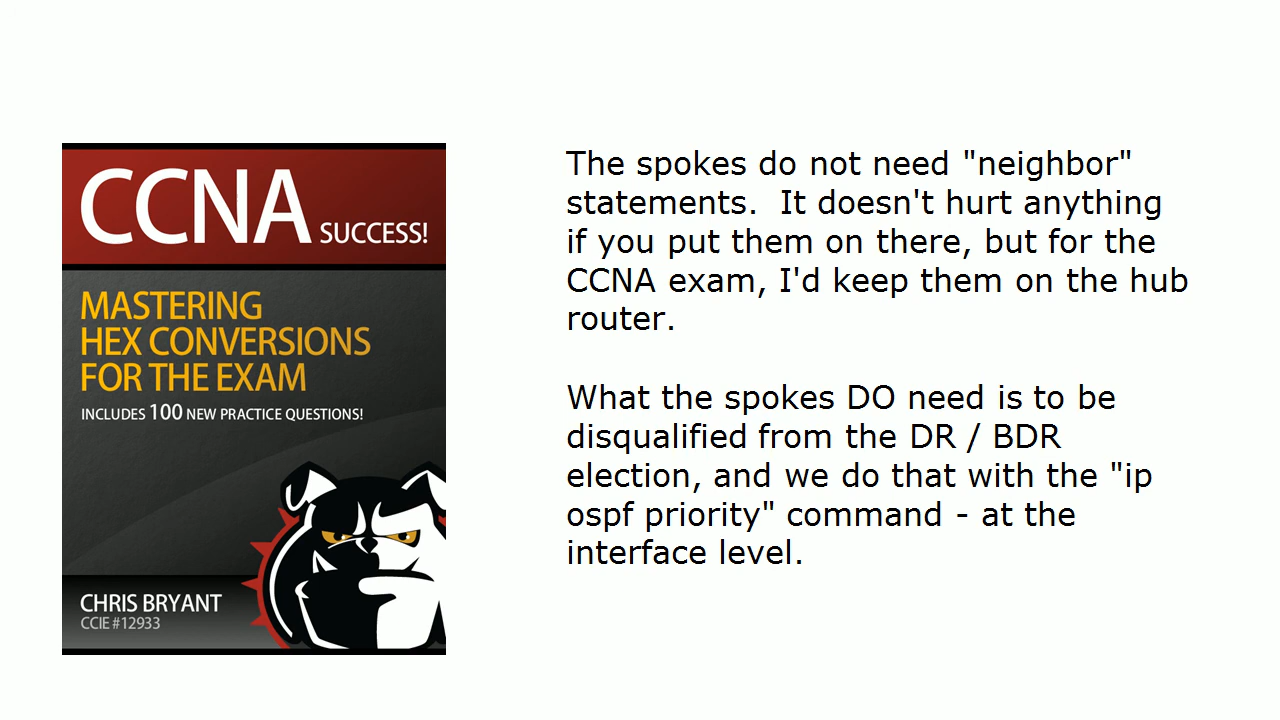 CCNA SUCCESS!
MASTERING
HEX CONVERSIONS
FOR THE EXAM
INCLUDES 100 NEW PRACTICE QUESTIONS!
CHRIS BRYANT
CCIE #12933
The spokes do not need "neighbor"
statements.  It doesn't hurt anything
if you put them on there, but for the
CCNA exam, I'd keep them on the hub
router.
What the spokes DO need is to be
disqualified from the DR / BDR
election, and we do that with the "ip
ospf priority" command - at the
interface level.